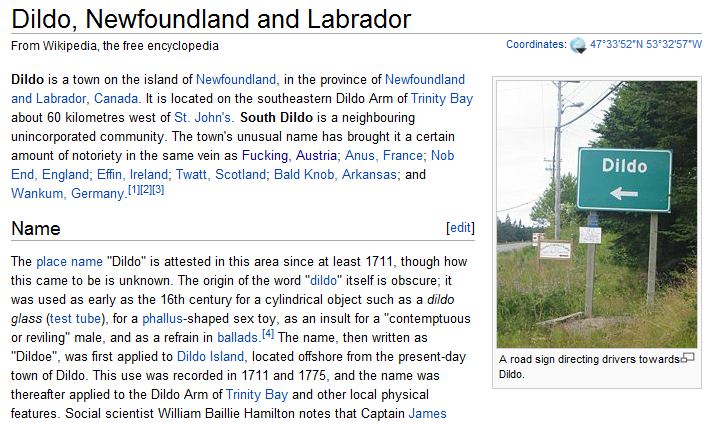 Dildo, Newfoundland and Labrador
From Wikipedia, the free encyclopedia
Coordinates: 47°33′52″N 53°32′57″W
Dildo is a town on the island of Newfoundland, in the province of Newfoundland
and Labrador, Canada. It is located on the southeastern Dildo Arm of Trinity Bay
about 60 kilometres west of St. John's. South Dildo is a neighbouring
unincorporated community. The town's unusual name has brought it a certain
amount of notoriety in the same vein as Fucking, Austria; Anus, France; Nob
End, England; Effin, Ireland; Twatt, Scotland; Bald Knob, Arkansas; and
Wankum, Germany.[1][2][3]
Name
[edit]
The place name "Dildo" is attested in this area since at least 1711, though how
this came to be is unknown. The origin of the word "dildo" itself is obscure; it
was used as early as the 16th century for a cylindrical object such as a dildo
glass (test tube), for a phallus-shaped sex toy, as an insult for a "contemptuous
or reviling" male, and as a refrain in ballads.[4] The name, then written as
"Dildoe", was first applied to Dildo Island, located offshore from the present-day
town of Dildo. This use was recorded in 1711 and 1775, and the name was
thereafter applied to the Dildo Arm of Trinity Bay and other local physical
features. Social scientist William Baillie Hamilton notes that Captain James
Dildo
A road sign directing drivers towards
Dildo.